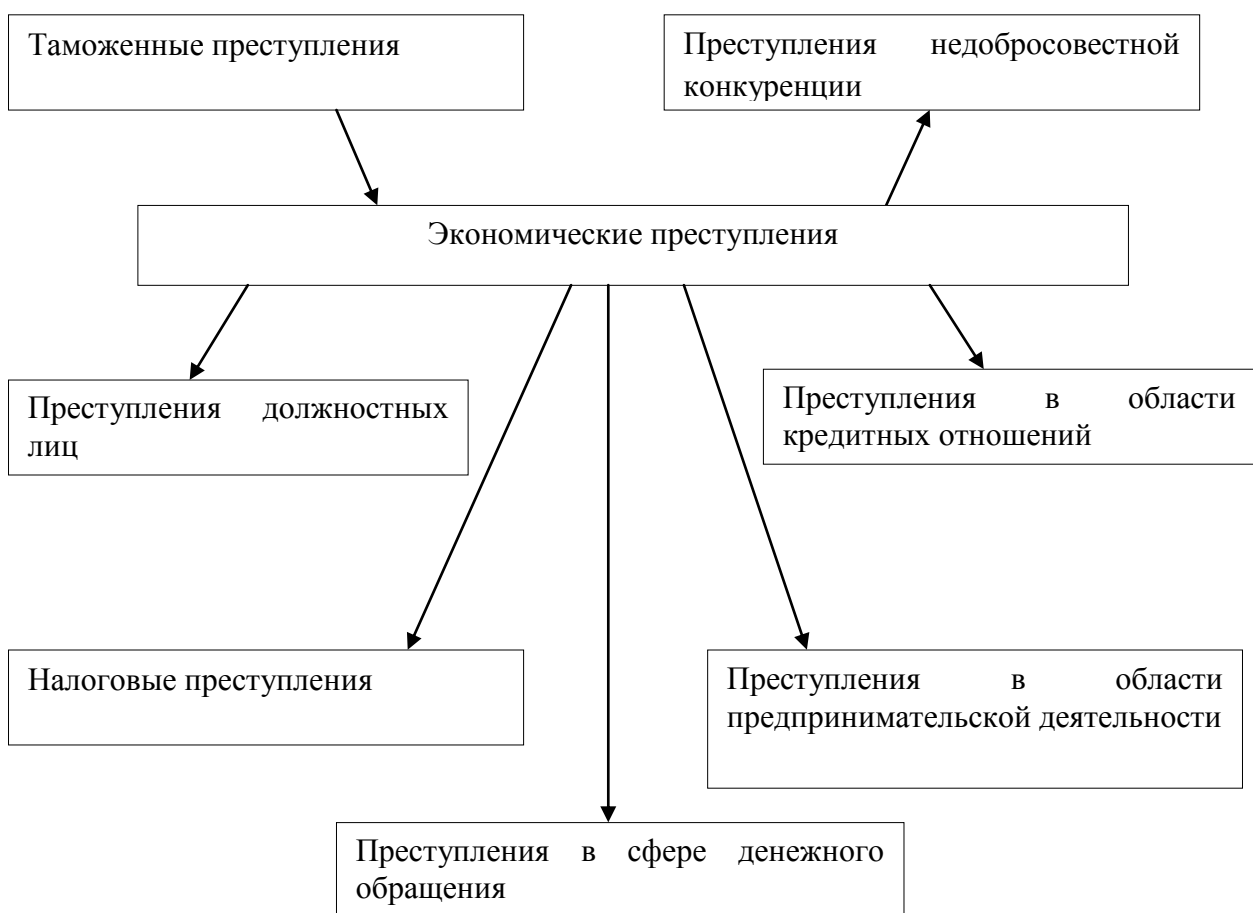 Таможенные преступления
Преступления недобросовестной
конкуренции
Экономические преступления
Преступления должностных
лиц
Преступления в области
кредитных отношений
Налоговые преступления
Преступления в области
предпринимательской деятельности
Преступления в сфере денежного
обращения